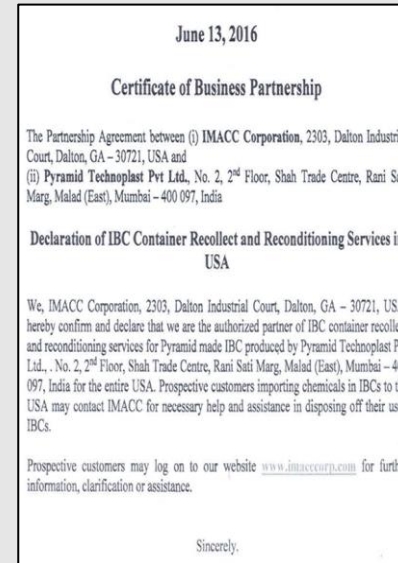 June 13, 2016
Certificate of Business Partnership
The Partnership Agreement between (i) IMACC Corporation, 2303, Dalton Industri
Court, Dalton, GA – 30721, USA and
(ii) Pyramid Technoplast Pvt Ltd., No. 2, 2nd Floor, Shah Trade Centre, Rani Sa
Marg, Malad (East), Mumbai – 400 097, India
Declaration of IBC Container Recollect and Reconditioning Services i
USA
We, IMACC Corporation, 2303, Dalton Industrial Court, Dalton, GA – 30721, US
hereby confirm and declare that we are the authorized partner of IBC container recolle
and reconditioning services for Pyramid made IBC produced by Pyramid Technoplast P
Ltd., . No. 2, 2nd Floor, Shah Trade Centre, Rani Sati Marg, Malad (East), Mumbai – 4
097, India for the entire USA. Prospective customers importing chemicals in IBCs to t
USA may contact IMACC for necessary help and assistance in disposing off their us
IBCs.
Prospective customers may log on to our website www.imacccorp.com for furth
information, clarification or assistance.
Sincerely.